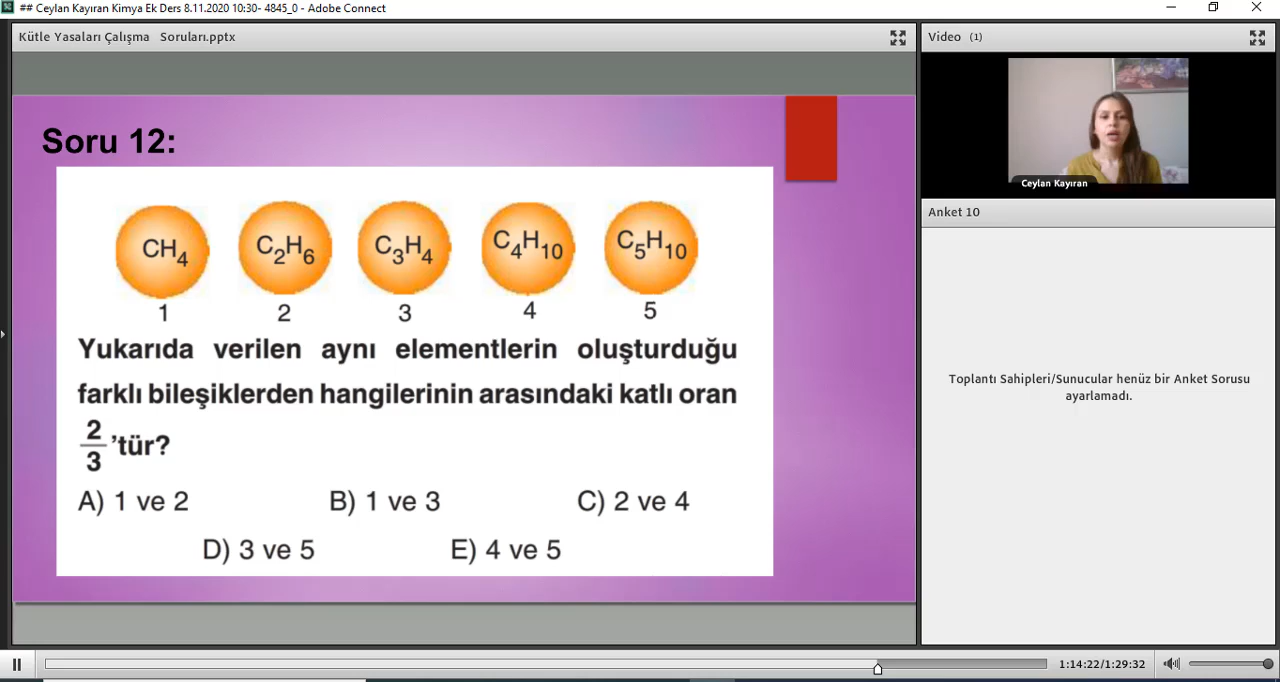 ## Ceylan Kayıran Kimya Ek Ders 8.11.2020 10:30- 4845_0 - Adobe Connect
Kütle Yasaları Çalışma Soruları.pptx
Video (1)
Soru 12:
CH4 C2H6 C3H4 C4H10 C5H10
1 2 3 4 5
Yukarıda verilen aynı elementlerin oluşturduğu
farklı bileşiklerden hangilerinin arasındaki katlı oran
2/3 'tür?
A) 1 ve 2 B) 1 ve 3 C) 2 ve 4
D) 3 ve 5 E) 4 ve 5
Ceylan Kayıran
Anket 10
Toplantı Sahipleri/Sunucular henüz bir Anket Sorusu
ayarlamadı.
1:14:22/1:29:32